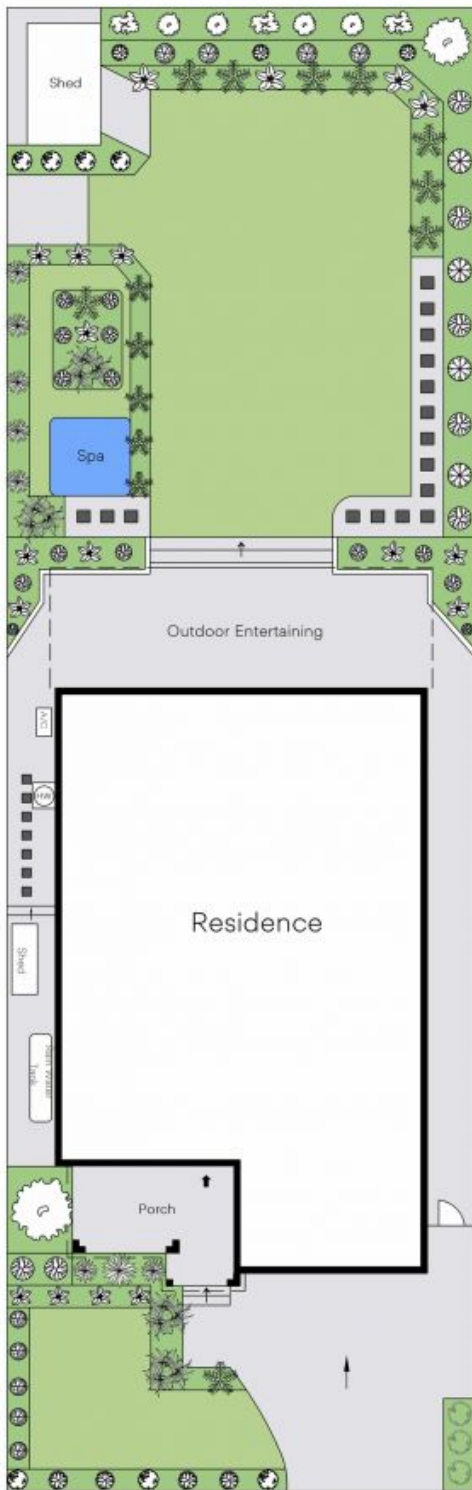 Shed
Spa
Outdoor Entertaining
A/C
HW
Residence
Shed
Rain Water
Tank
Porch